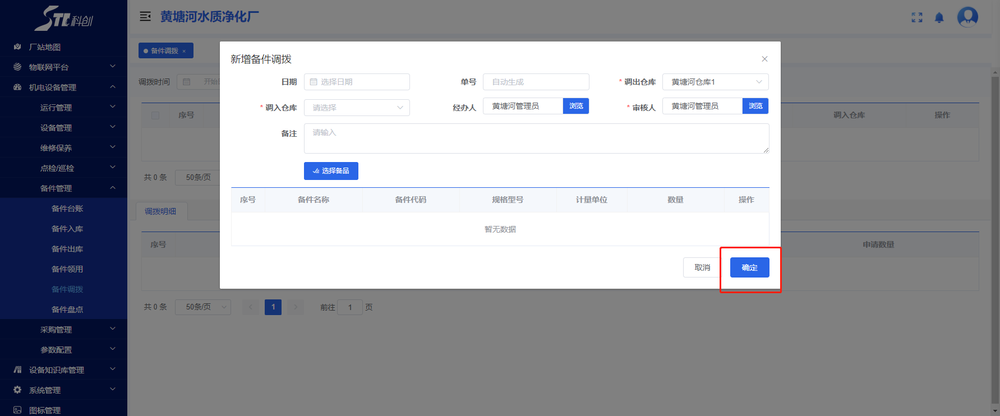 STL科创
黄塘河水质净化厂
厂站地图
物联网平台
机电设备管理
运行管理
设备管理
维修保养
点检/巡检
备件管理
备件台账
备件入库
备件出库
备件领用
备件调拨
备件盘点
采购管理
参数配置
设备知识库管理
系统管理
图标管理
备件调拨 ×
调拨时间
序号 调入仓库 操作
共 0 条 50条/页
调拨明细
序号 申请数量
共 0 条 50条/页 < 1 > 前往 1 页
新增备件调拨
日期 选择日期 单号 自动生成 * 调出仓库 黄塘河仓库1
* 调入仓库 请选择 经办人 黄塘河管理员 浏览 * 审核人 黄塘河管理员 浏览
备注 请输入
选择备品
序号 备件名称 备件代码 规格型号 计量单位 数量 操作
暂无数据
取消 确定